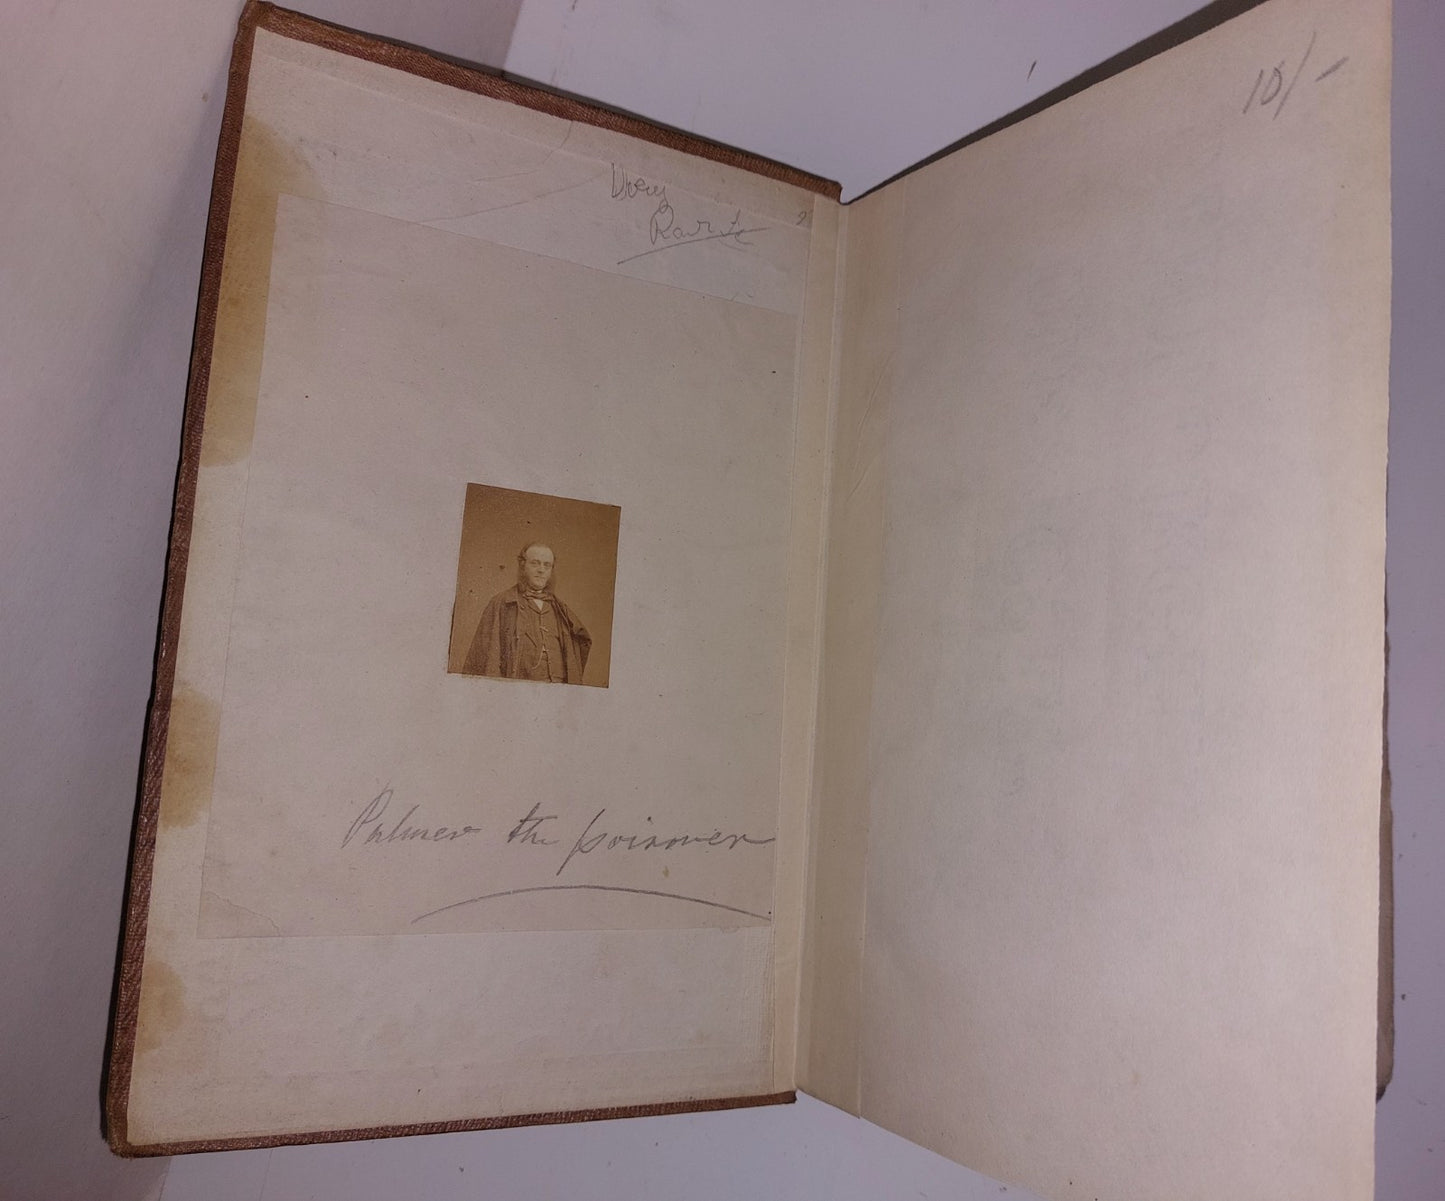 Very
Rare
Palmer the poisoner
10/-